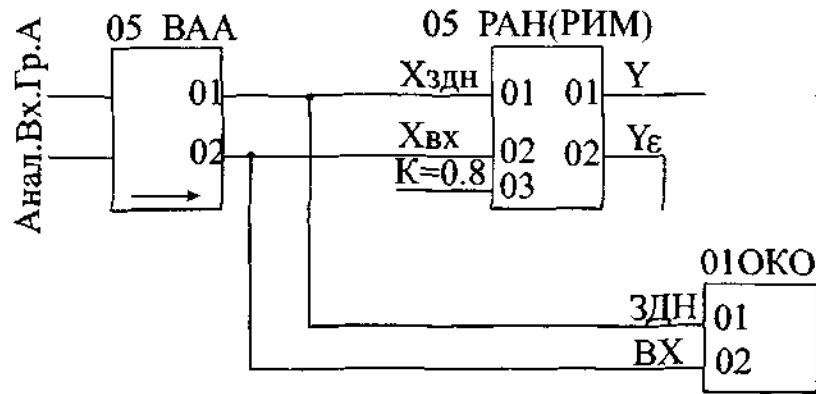 05 ВАА
05 РАН(РИМ)
Анал.Вх.Гр.А
01
02
Xздн
Xвх
K=0.8
01
02
03
01
02
Y
Yε
01ОКО
ЗДН
ВХ
01
02